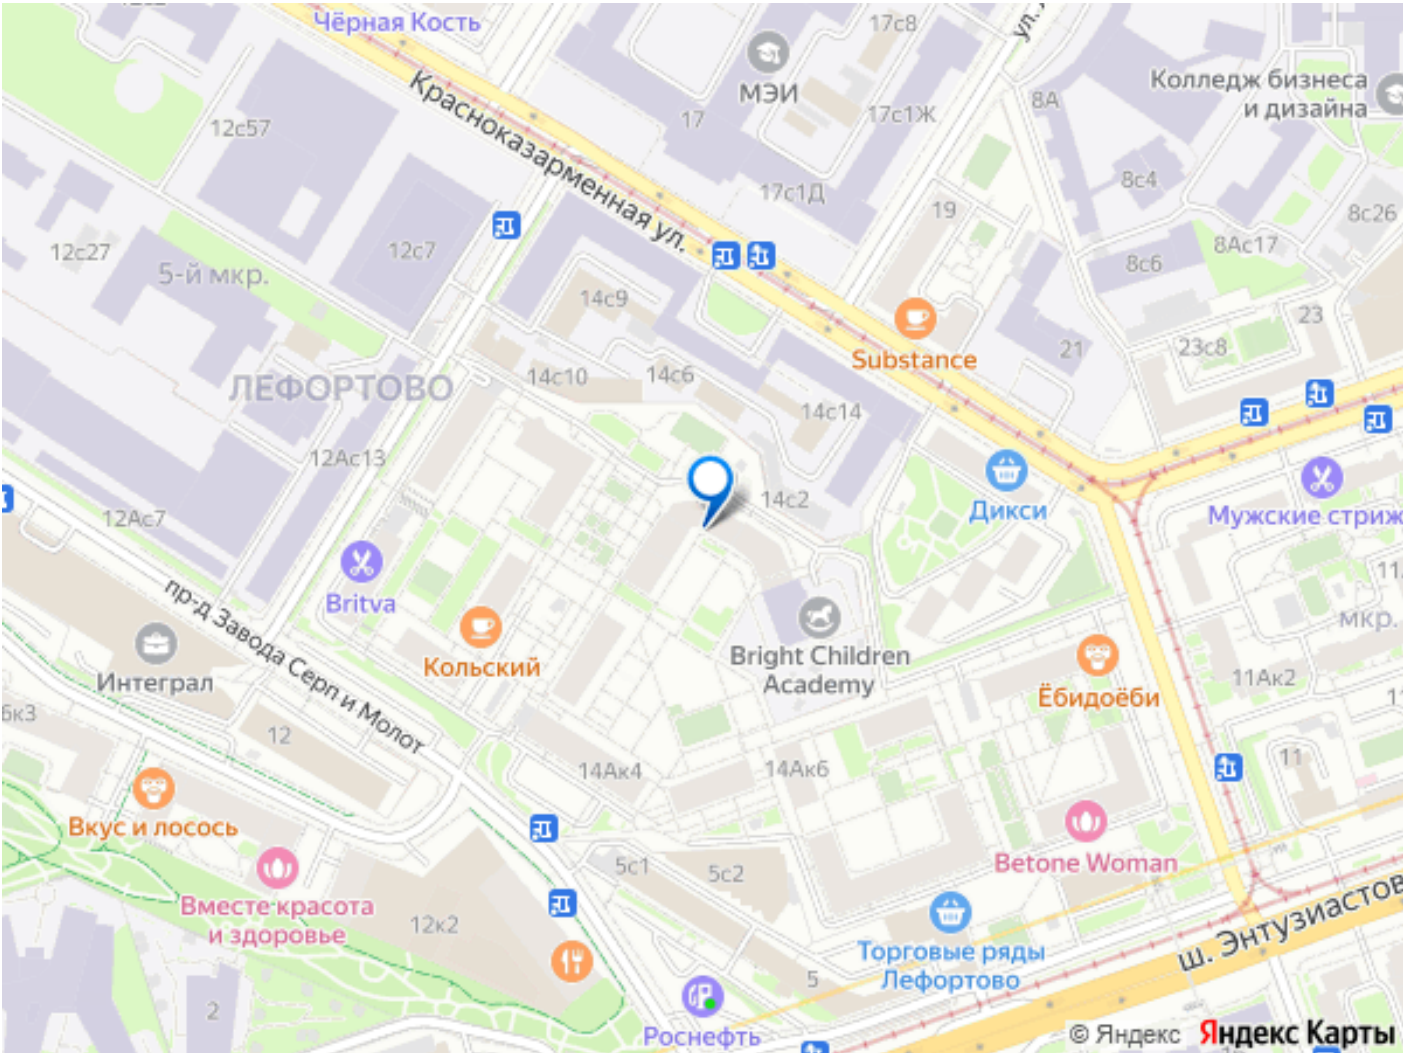 Чёрная Кость
17с8
МЭИ
Колледж бизнеса
и дизайна
8А
12с57
17
17с1Ж
Красноказарменная ул.
17с1Д
8с4
19
8с26
12с27
12с7
8Ас17
8с6
5-й мкр.
14с9
Substance
23
21
23с8
ЛЕФОРТОВО
14с10
14с6
14с14
12Ас13
14с2
12Ас7
Дикси
Мужские стриж
Britva
11
пр-д Завода Серп и Молот
мкр.
Интеграл
Кольский
Bright Children
Academy
Ёбидоёби
11Ак2
6к3
12
14Ак4
14Ак6
11
Вкус и лосось
Betone Woman
5с1
5с2
Вместе красота
и здоровье
12к2
ш. Энтузиастов
Торговые ряды
Лефортово
5
2
Роснефть
© Яндекс Яндекс Карты